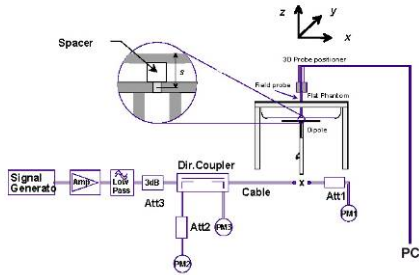 z
y
x
Spacer
s
3D Probe positioner
Field probe
Flat Phantom
Dipole
Signal
Generato
Amp
Low
Pass
3dB
Att3
Dir.Coupler
Cable
x
Att1
PM1
Att2
PM3
PM2
PC